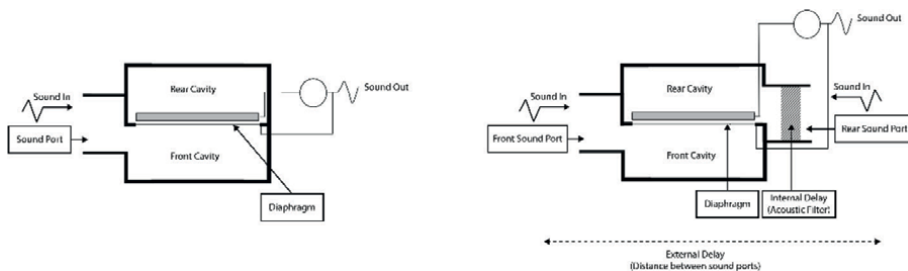 Sound Out
Rear Cavity
Sound In
Sound Port
Front Cavity
Diaphragm
Sound Out
Sound In
Rear Cavity
Sound In
Front Sound Port
Rear Sound Port
Front Cavity
Diaphragm
Internal Delay
(Acoustic Filter)
External Delay
(Distance between sound ports)